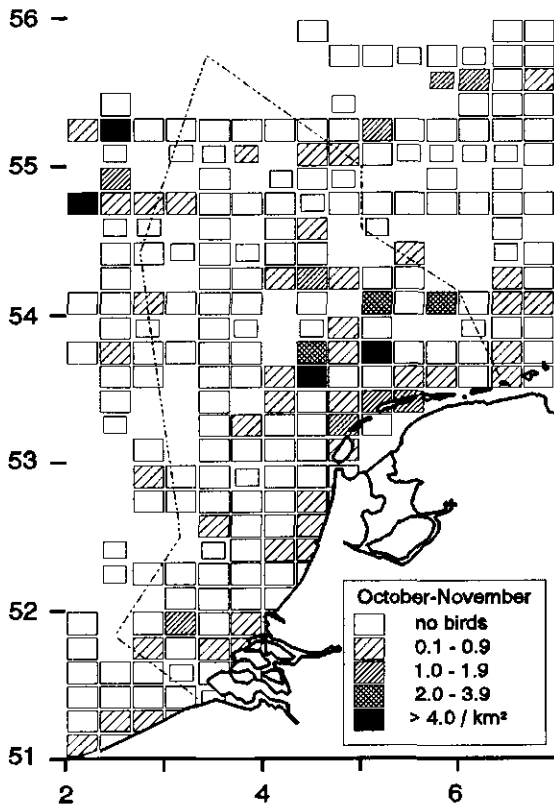 56
55
54
53
52
51
2 4 6
October-November
no birds
0.1 - 0.9
1.0 - 1.9
2.0 - 3.9
> 4.0 / km²